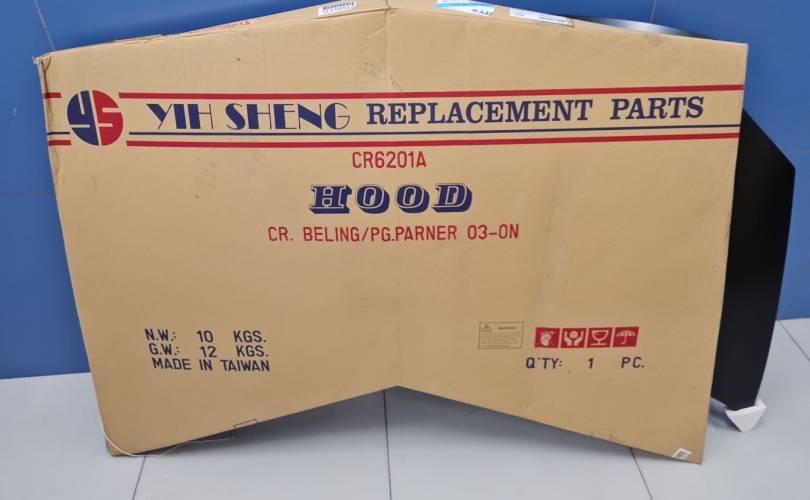 YS YIH SHENG REPLACEMENT PARTS
CR6201A
HOOD
CR. BELING/PG.PARNER 03-ON
N.W.: 10 KGS.
G.W.: 12 KGS.
MADE IN TAIWAN
Q'TY: 1 PC.